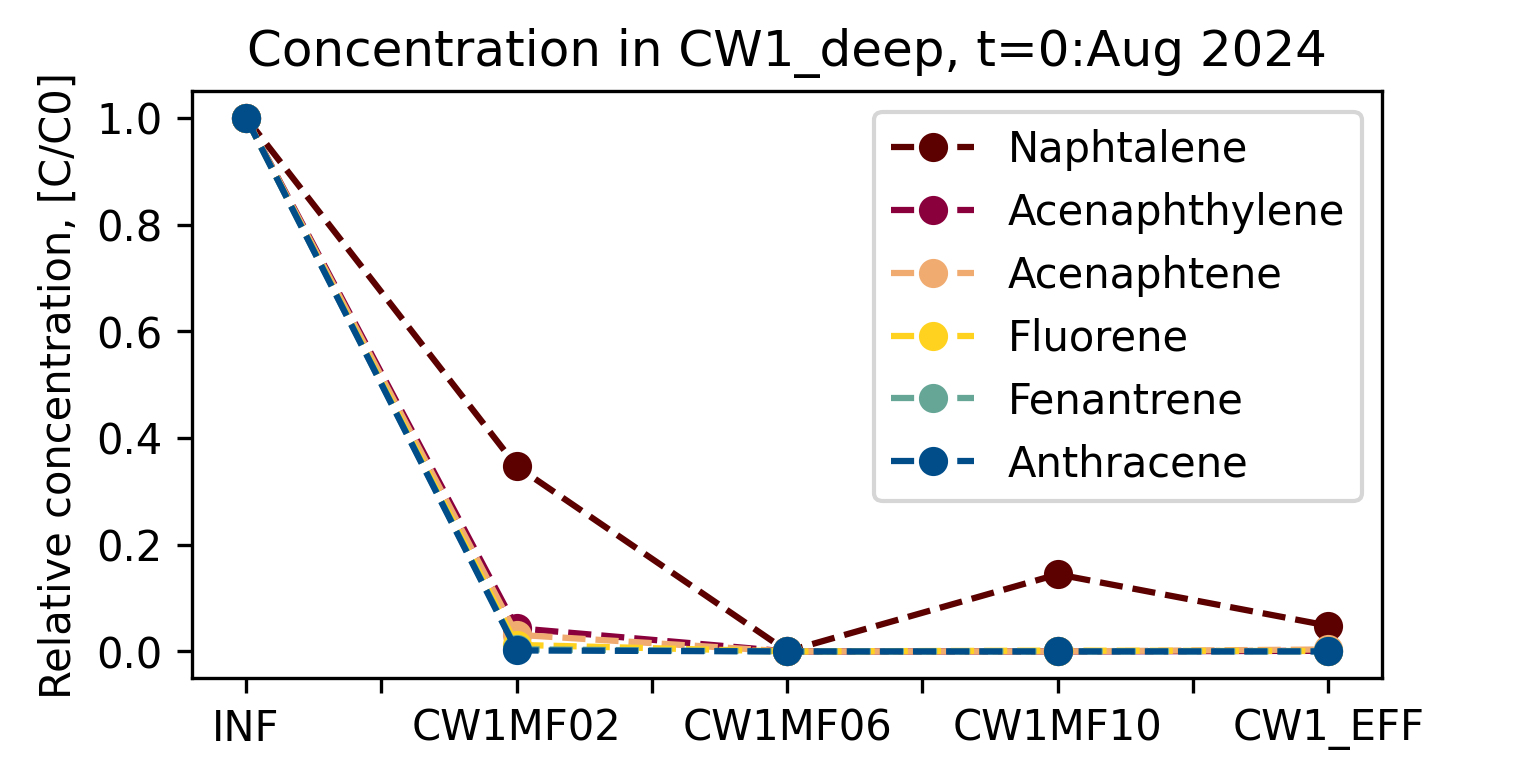 Concentration in CW1_deep, t=0:Aug 2024
Relative concentration, [C/C0]
1.0
0.8
0.6
0.4
0.2
0.0
Naphtalene
Acenaphthylene
Acenaphtene
Fluorene
Fenantrene
Anthracene
INF CW1MF02 CW1MF06 CW1MF10 CW1_EFF